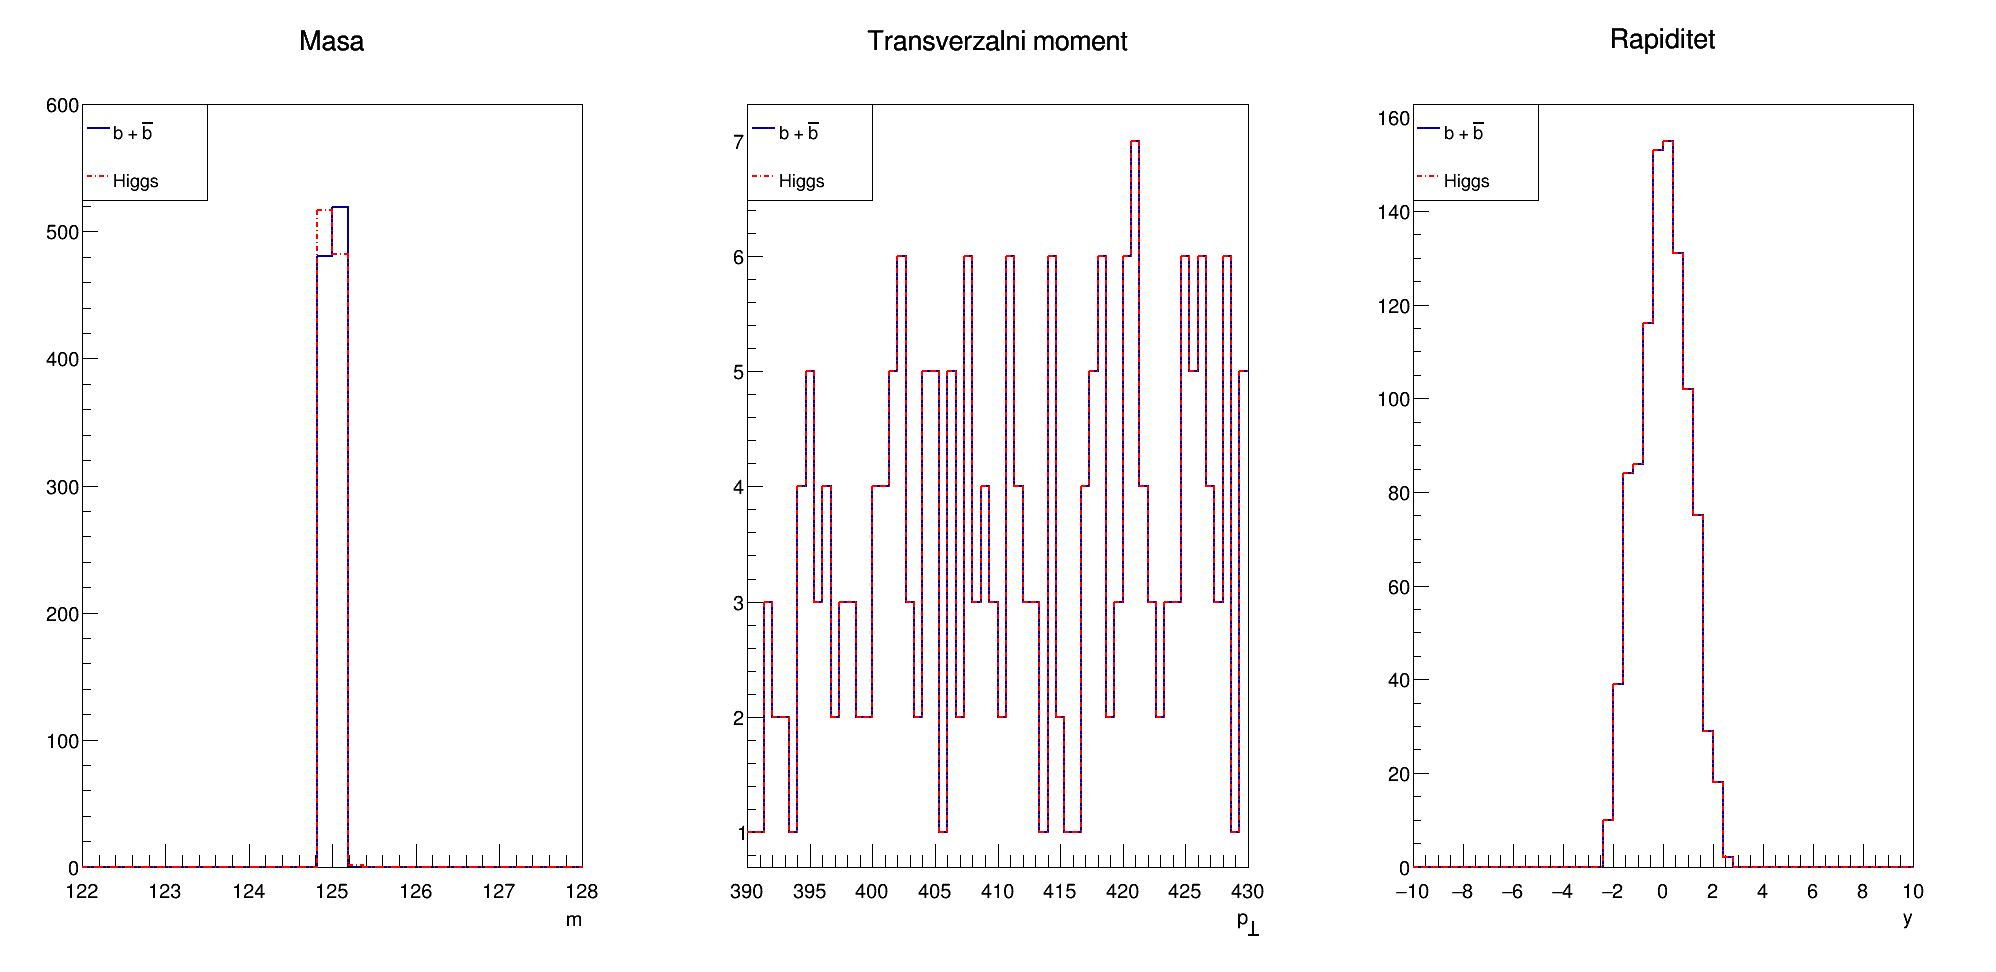 Masa
600
500
400
300
200
100
0
b + b̅
Higgs
122 123 124 125 126 127 128
m
Transverzalni moment
7
6
5
4
3
2
1
b + b̅
Higgs
390 395 400 405 410 415 420 425 430
p⊥
Rapiditet
160
140
120
100
80
60
40
20
0
b + b̅
Higgs
−10 −8 −6 −4 −2 0 2 4 6 8 10
y